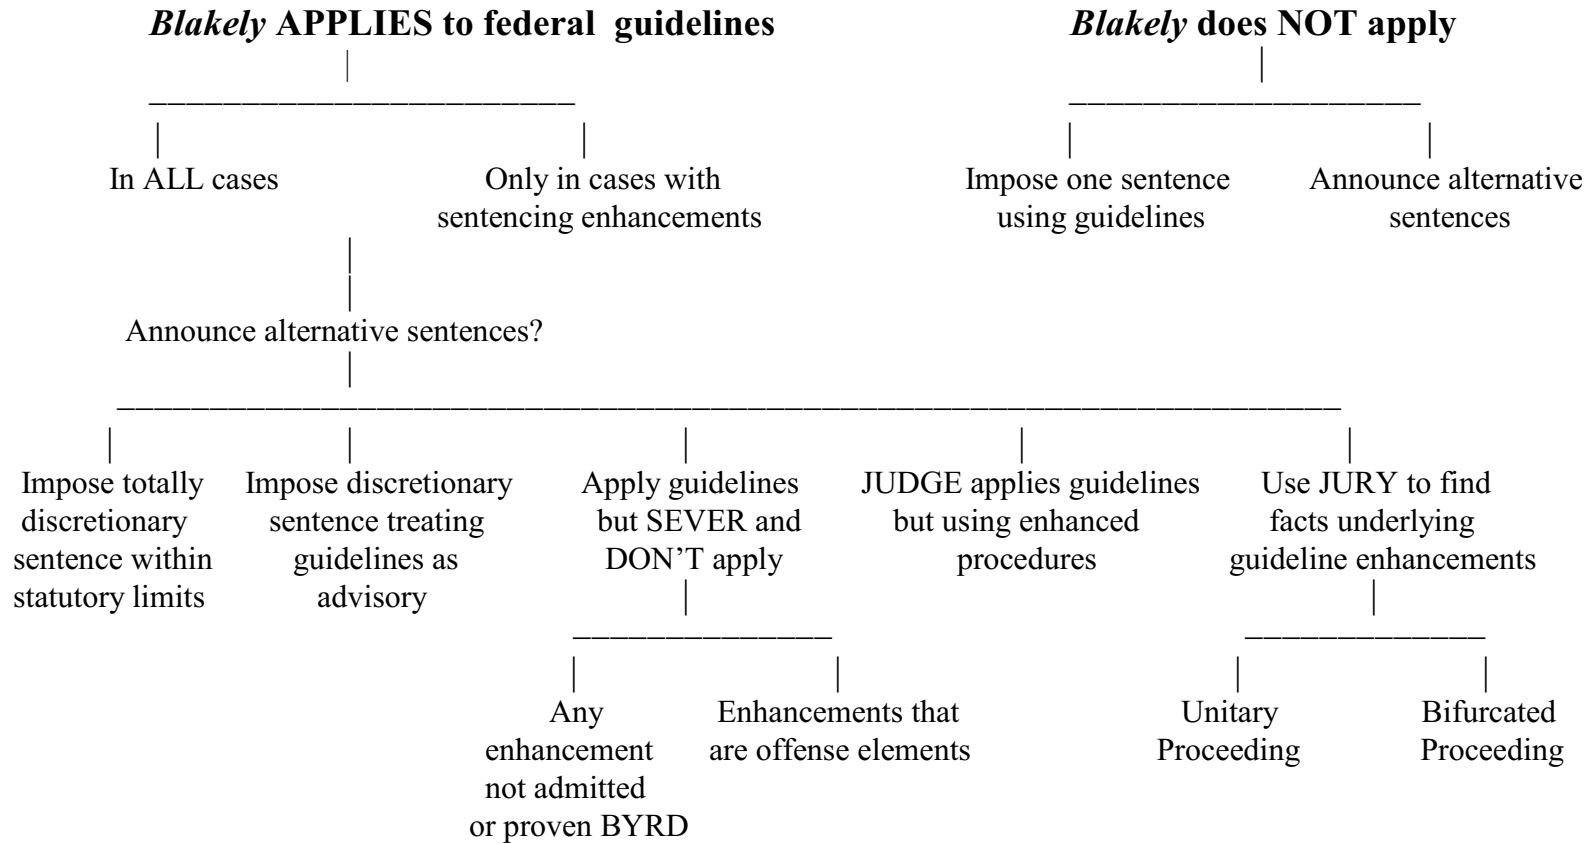 Blakely APPLIES to federal guidelines
Blakely does NOT apply
In ALL cases
Only in cases with
sentencing enhancements
Impose one sentence
using guidelines
Announce alternative
sentences
Announce alternative sentences?
Impose totally
discretionary
sentence within
statutory limits
Impose discretionary
sentence treating
guidelines as
advisory
Apply guidelines
but SEVER and
DON'T apply
JUDGE applies guidelines
but using enhanced
procedures
Use JURY to find
facts underlying
guideline enhancements
Any
enhancement
not admitted
or proven BYRD
Enhancements that
are offense elements
Unitary
Proceeding
Bifurcated
Proceeding